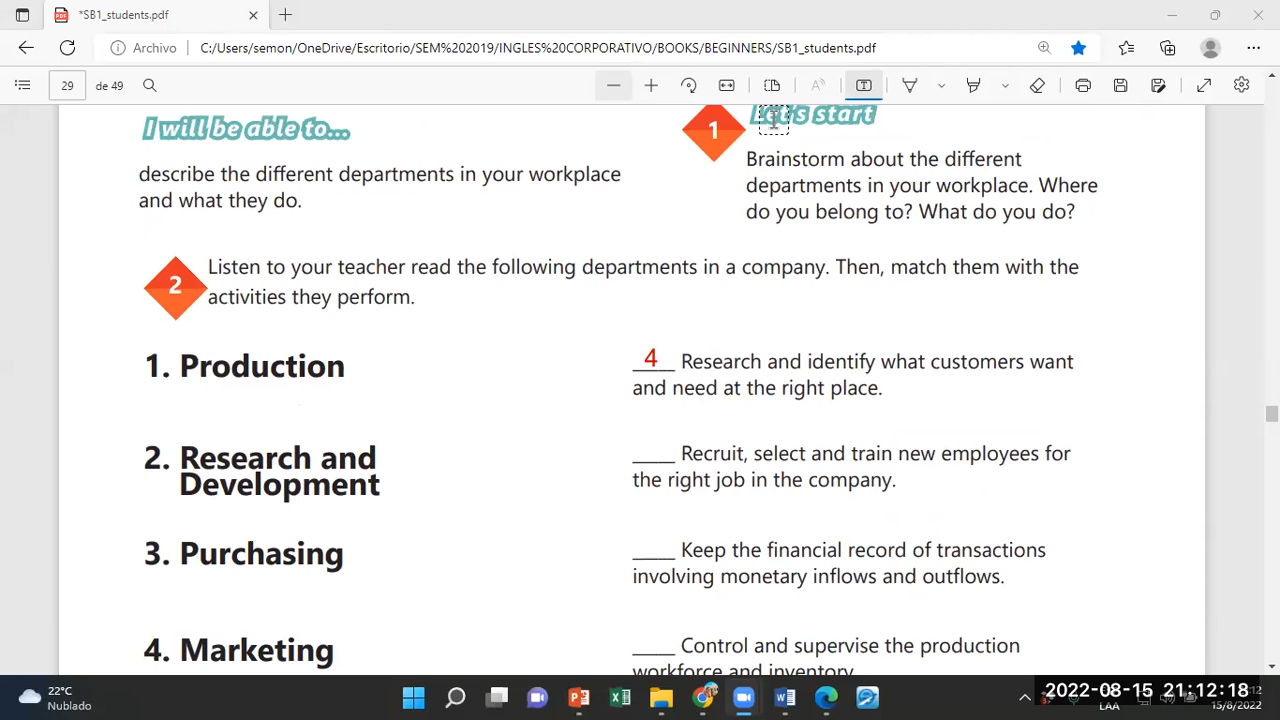 *SB1_students.pdf
Archivo
C:/Users/semon/OneDrive/Escritorio/SEM%202019/INGLES%20CORPORATIVO/BOOKS/BEGINNERS/SB1_students.pdf
29 de 49
I will be able to...
describe the different departments in your workplace
and what they do.
1
Let's start
Brainstorm about the different
departments in your workplace. Where
do you belong to? What do you do?
2
Listen to your teacher read the following departments in a company. Then, match them with the
activities they perform.
1. Production
4 Research and identify what customers want
and need at the right place.
2. Research and
Development
____ Recruit, select and train new employees for
the right job in the company.
3. Purchasing
____ Keep the financial record of transactions
involving monetary inflows and outflows.
4. Marketing
____ Control and supervise the production
workforce and inventory
22°C
Nublado
2022-08-15 21:12:18
LAA
15/8/2022